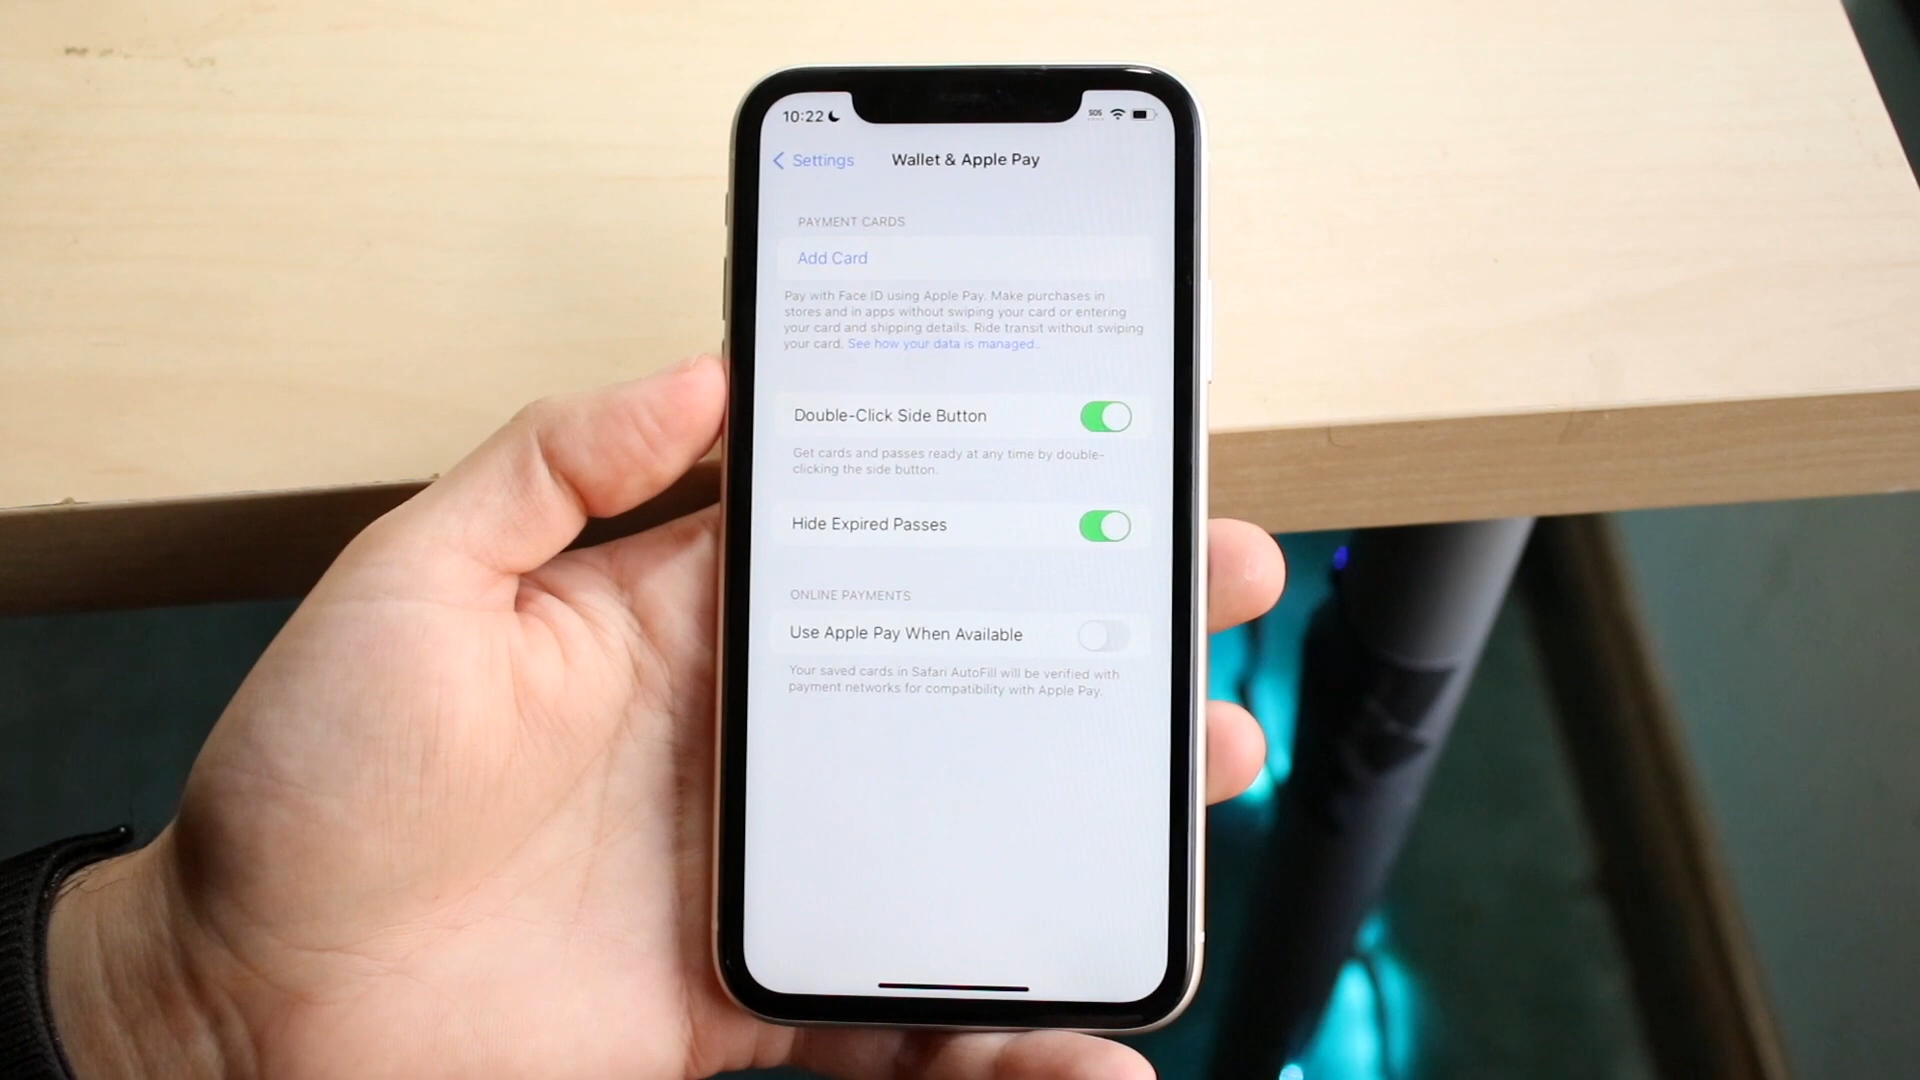 10:22
SOS
Settings
Wallet & Apple Pay
PAYMENT CARDS
Add Card
Pay with Face ID using Apple Pay. Make purchases in
stores and in apps without swiping your card or entering
your card and shipping details. Ride transit without swiping
your card. See how your data is managed...
Double-Click Side Button
Get cards and passes ready at any time by double-
clicking the side button.
Hide Expired Passes
ONLINE PAYMENTS
Use Apple Pay When Available
Your saved cards in Safari AutoFill will be verified with
payment networks for compatibility with Apple Pay.